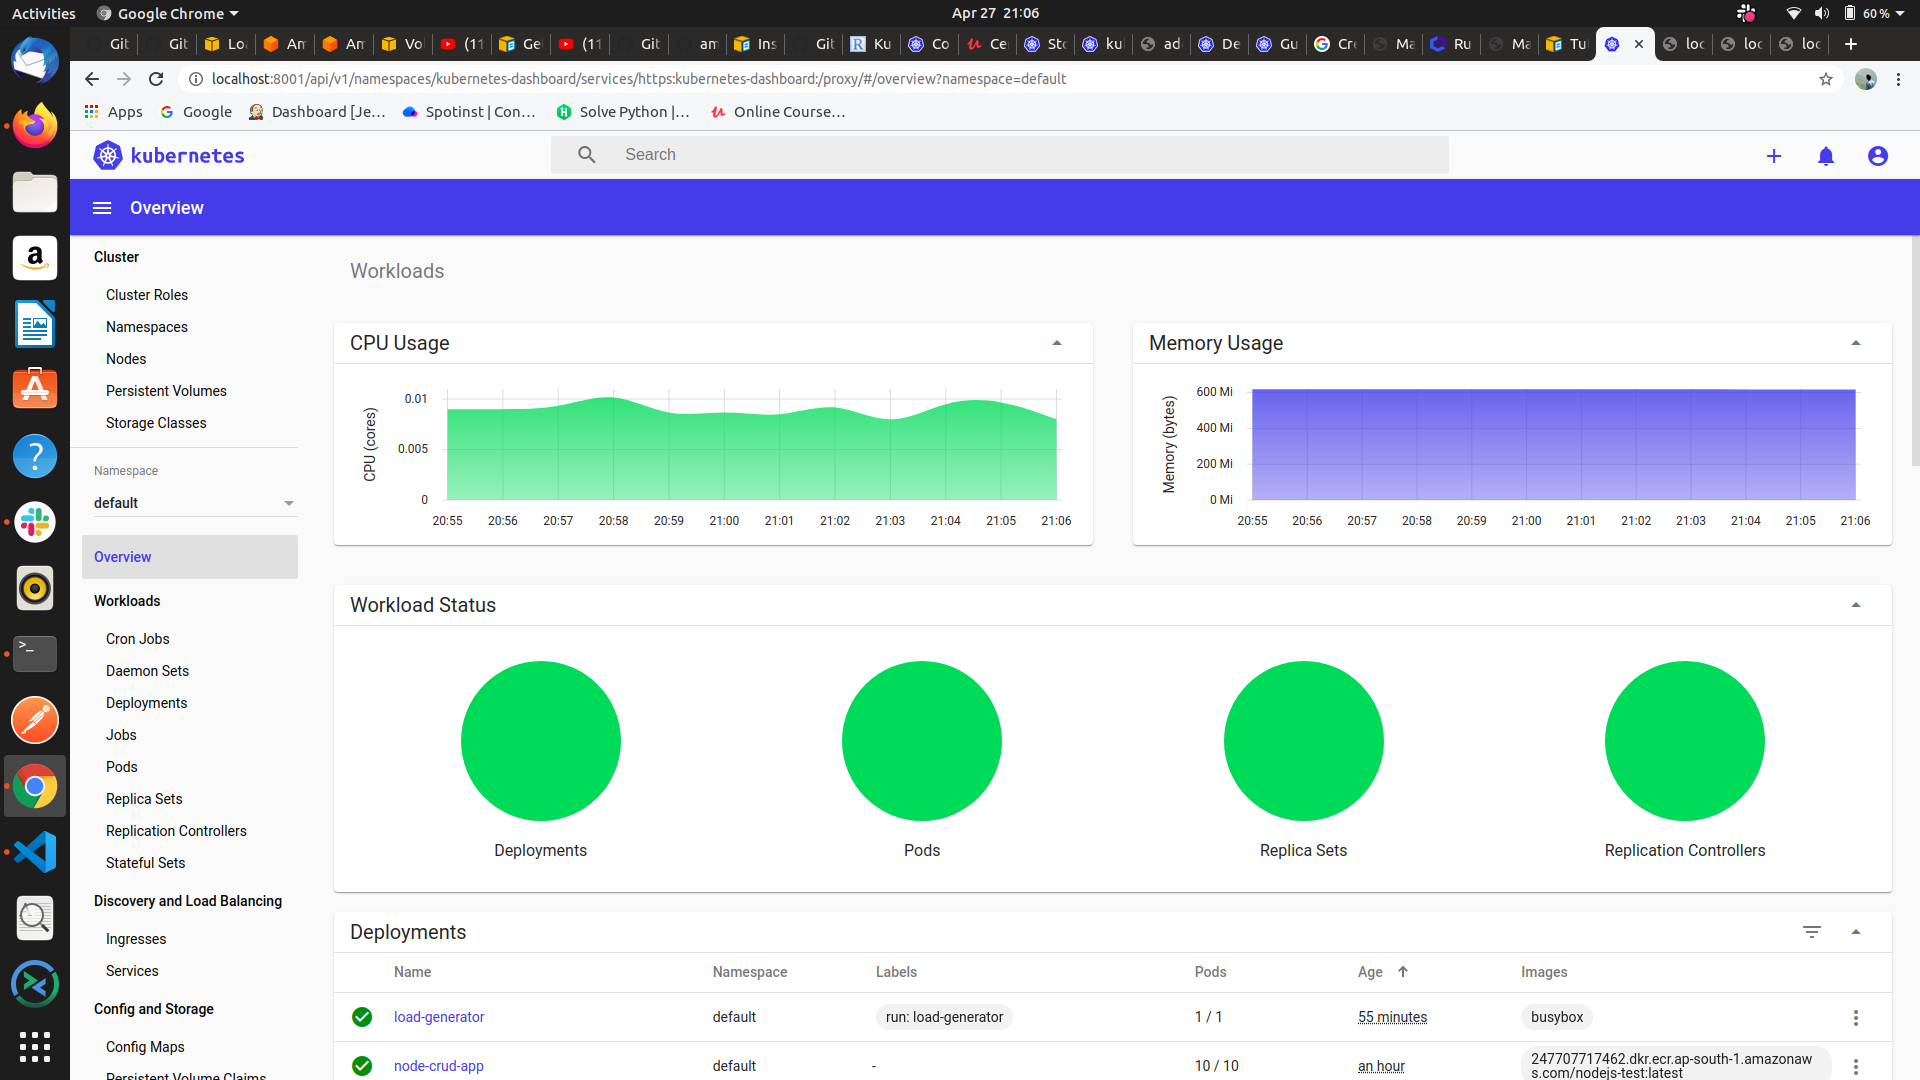 Activities Google Chrome Apr 27 21:06 60 %
Git Git Lo Am Am Vo (11 Ge (11 Git am Ins Git Ku Co Ce Sto kul ad De Gu Cre Ma Ru Ma Tu loc loc loc
localhost:8001/api/v1/namespaces/kubernetes-dashboard/services/https:kubernetes-dashboard:/proxy/#/overview?namespace=default
Apps Google Dashboard [Je... Spotinst | Con... Solve Python |... Online Course...
kubernetes
Search
Overview
Cluster
Cluster Roles
Namespaces
Nodes
Persistent Volumes
Storage Classes
Namespace
default
Overview
Workloads
Cron Jobs
Daemon Sets
Deployments
Jobs
Pods
Replica Sets
Replication Controllers
Stateful Sets
Discovery and Load Balancing
Ingresses
Services
Config and Storage
Config Maps
Persistent Volume Claims
Workloads
CPU Usage
CPU (cores)
0.01
0.005
0
20:55 20:56 20:57 20:58 20:59 21:00 21:01 21:02 21:03 21:04 21:05 21:06
Memory Usage
Memory (bytes)
600 Mi
400 Mi
200 Mi
0 Mi
20:55 20:56 20:57 20:58 20:59 21:00 21:01 21:02 21:03 21:04 21:05 21:06
Workload Status
Deployments Pods Replica Sets Replication Controllers
Deployments
Name Namespace Labels Pods Age Images
load-generator default run: load-generator 1 / 1 55 minutes busybox
node-crud-app default - 10 / 10 an hour 247707717462.dkr.ecr.ap-south-1.amazonaw
s.com/nodejs-test:latest